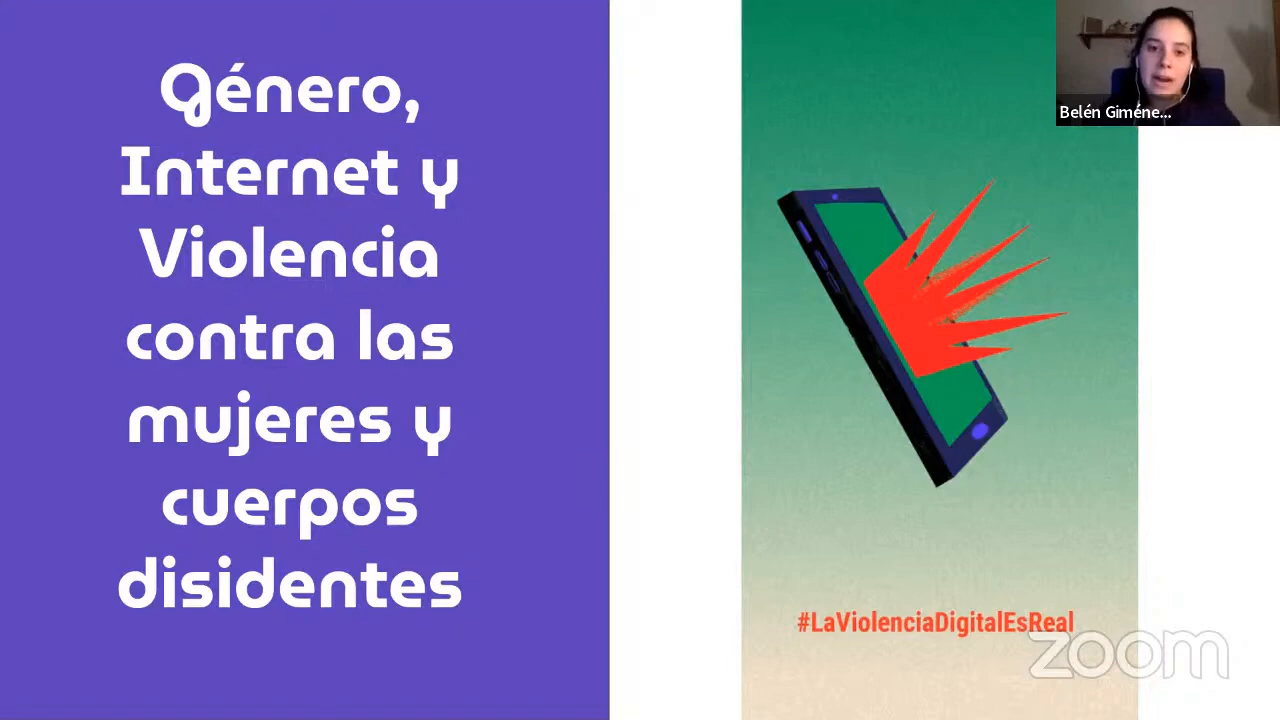 Género,
Internet y
Violencia
contra las
mujeres y
cuerpos
disidentes
Belén Giméne...
#LaViolenciaDigitalEsReal
zoom